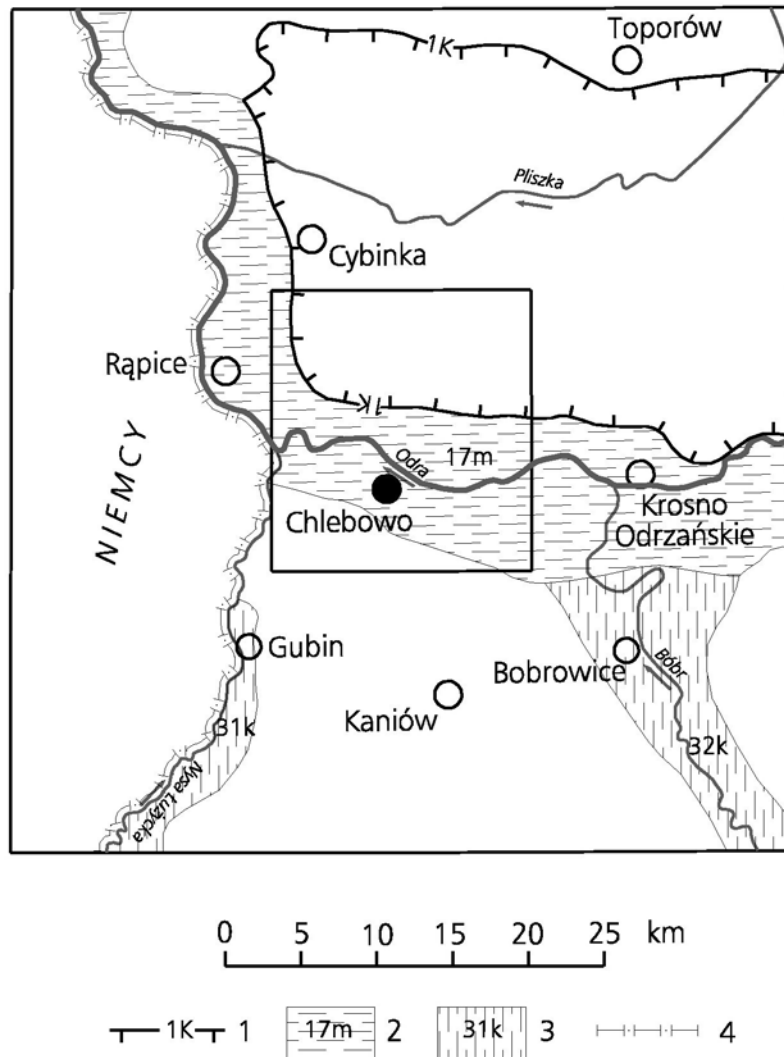 1K
Toporów
Pliszka
Cybinka
Rąpice
1K
NIEMCY
Odra
17m
Chlebowo
Krosno
Odrzańskie
Gubin
Bobrowice
Bóbr
Kaniów
31k
32k
Nysa Łużycka
0 5 10 15 20 25 km
1K 1 17m 2 31k 3 4